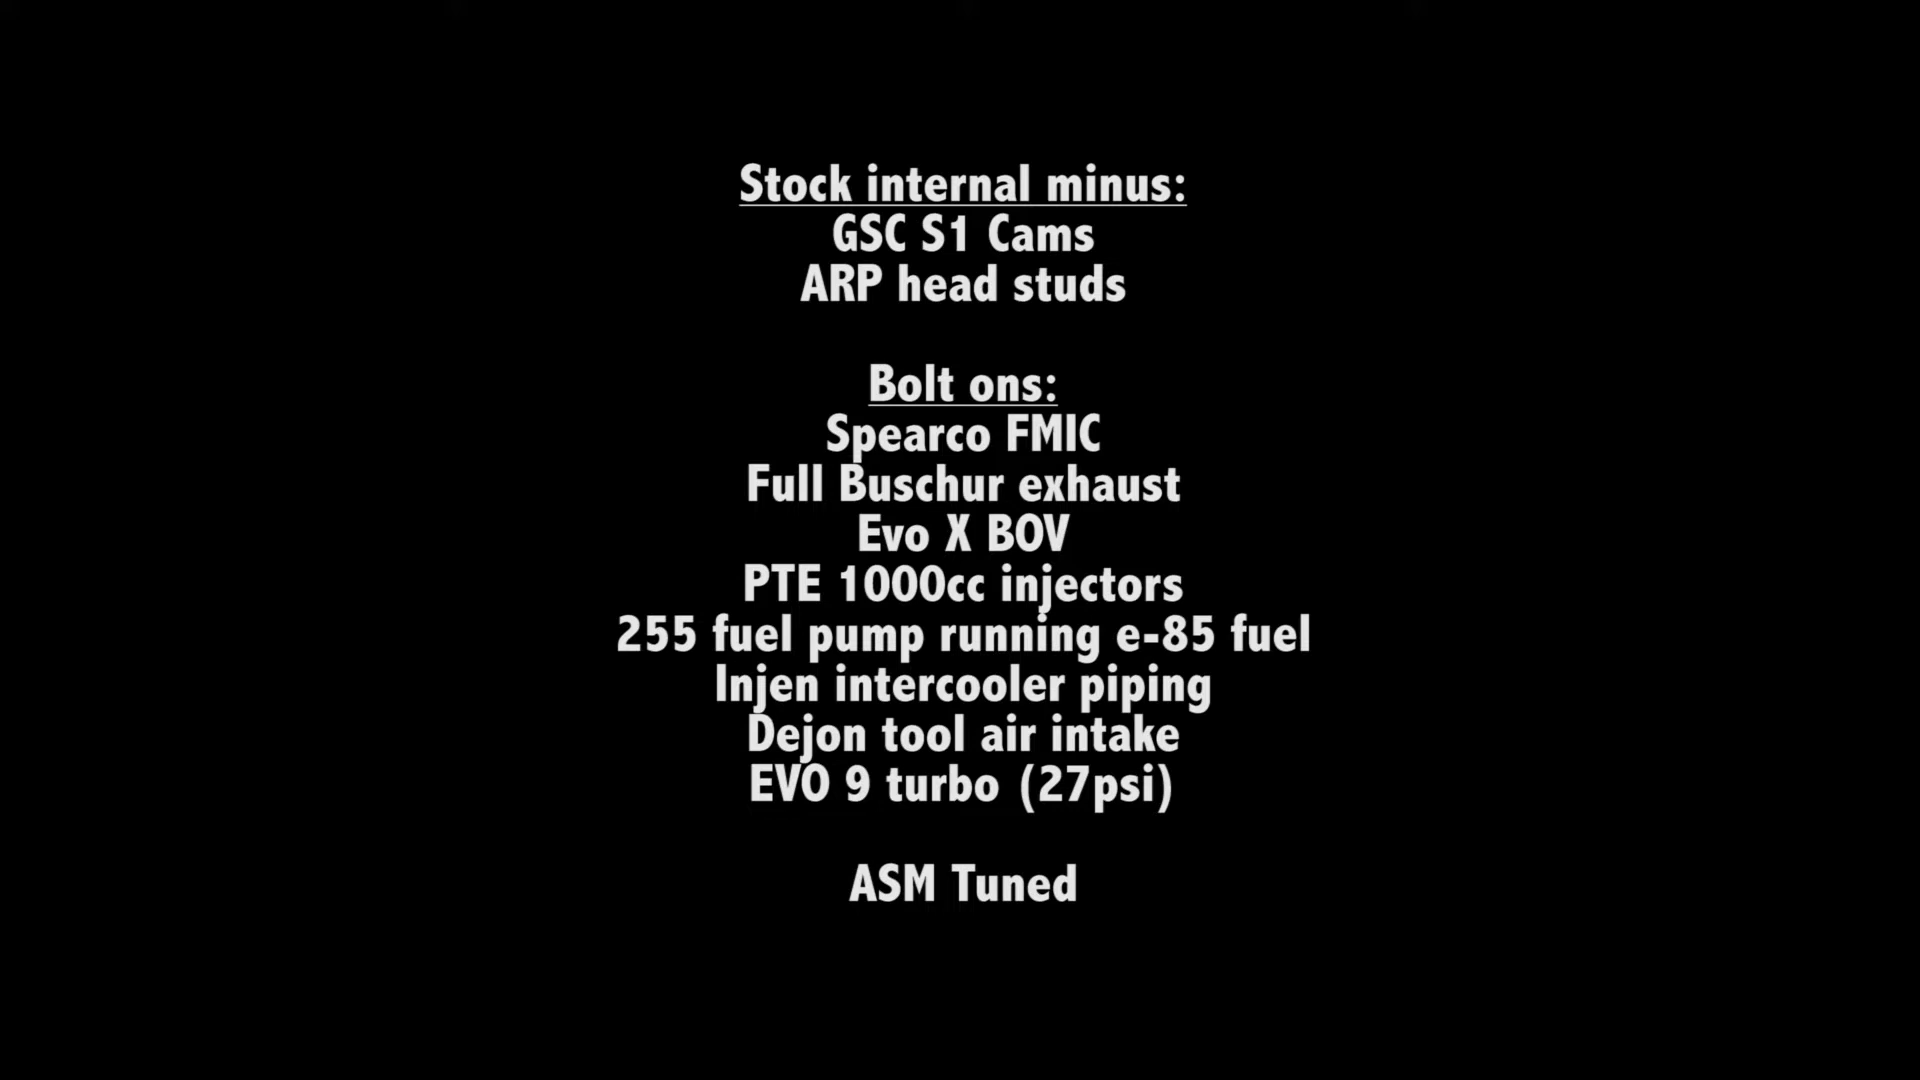 Stock internal minus:
GSC S1 Cams
ARP head studs
Bolt ons:
Spearco FMIC
Full Buschur exhaust
Evo X BOV
PTE 1000cc injectors
255 fuel pump running e-85 fuel
Injen intercooler piping
Dejon tool air intake
EVO 9 turbo (27psi)
ASM Tuned